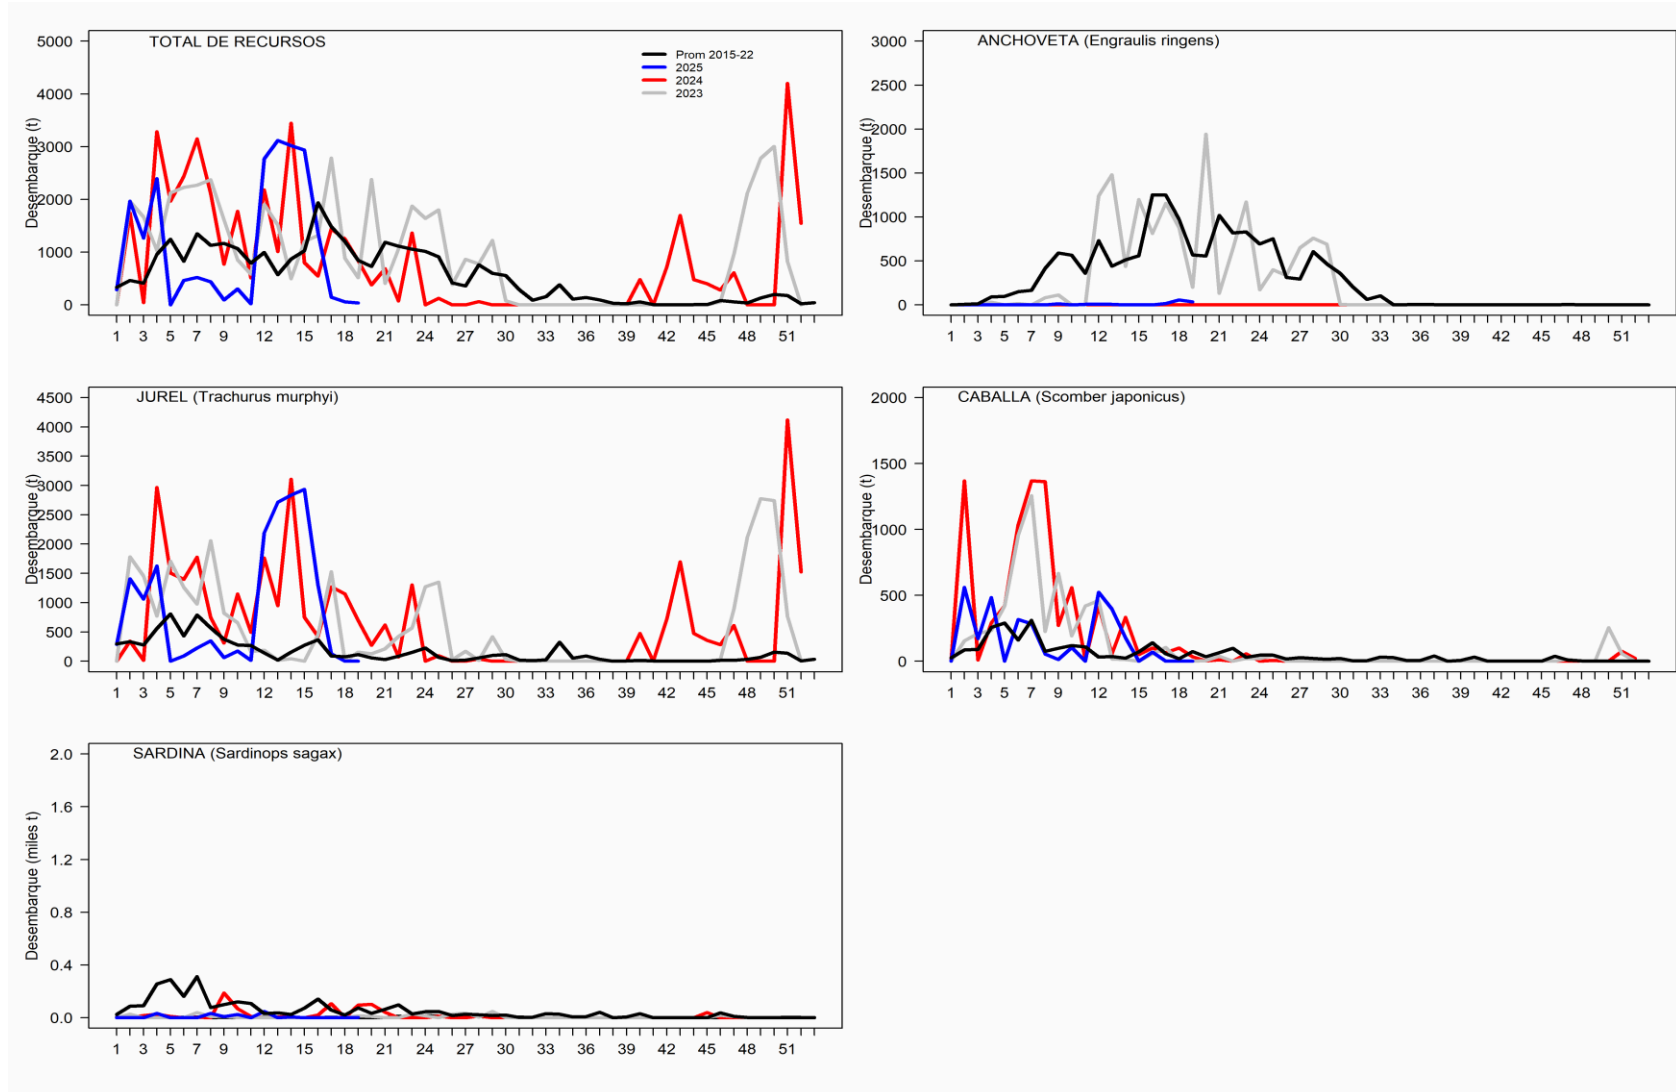 TOTAL DE RECURSOS
Prom 2015-22
2025
2024
2023
Desembarque (t)
5000
4000
3000
2000
1000
0
1 3 5 7 9 12 15 18 21 24 27 30 33 36 39 42 45 48 51
ANCHOVETA (Engraulis ringens)
Desembarque (t)
3000
2500
2000
1500
1000
500
0
1 3 5 7 9 12 15 18 21 24 27 30 33 36 39 42 45 48 51
JUREL (Trachurus murphyi)
Desembarque (t)
4500
4000
3500
3000
2500
2000
1500
1000
500
0
1 3 5 7 9 12 15 18 21 24 27 30 33 36 39 42 45 48 51
CABALLA (Scomber japonicus)
Desembarque (t)
2000
1500
1000
500
0
1 3 5 7 9 12 15 18 21 24 27 30 33 36 39 42 45 48 51
SARDINA (Sardinops sagax)
Desembarque (miles t)
2.0
1.6
1.2
0.8
0.4
0.0
1 3 5 7 9 12 15 18 21 24 27 30 33 36 39 42 45 48 51